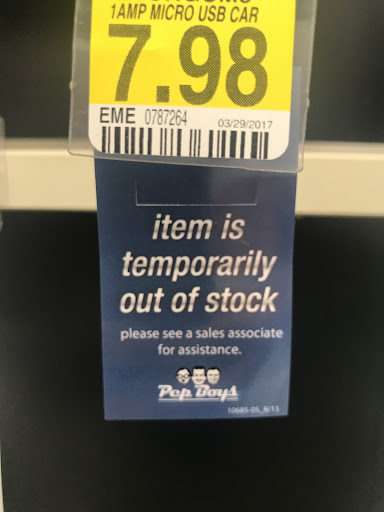 1AMP MICRO USB CAR
7.98
EME 0787264 03/29/2017
item is
temporarily
out of stock
please see a sales associate
for assistance.
Pep Boys
10685-05_8/13